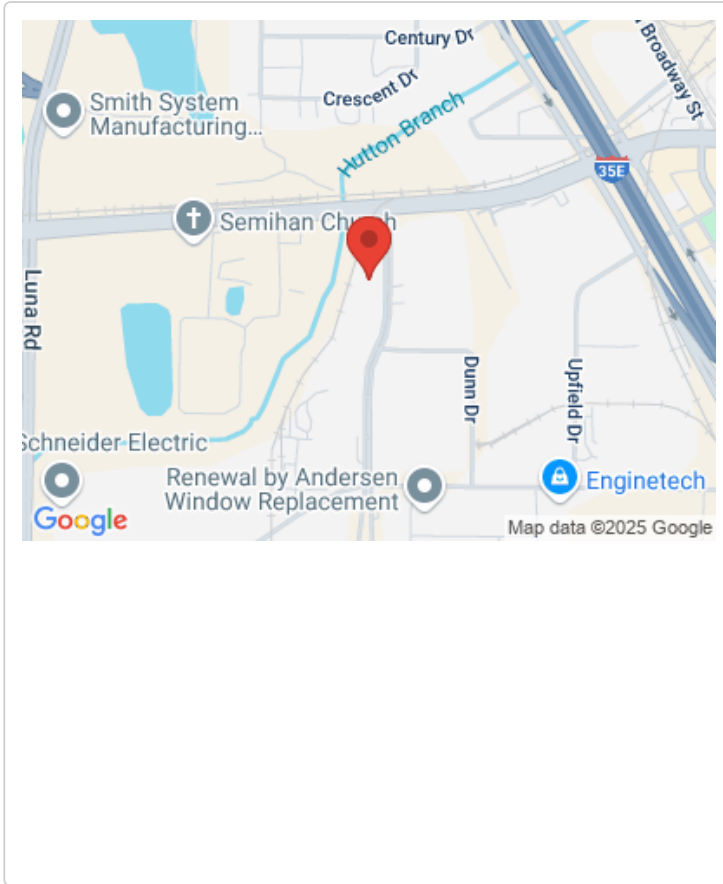 Century Dr
Broadway St
Crescent Dr
Smith System
Manufacturing...
Hutton Branch
35E
Semihan Church
Luna Rd
Dunn Dr
Upfield Dr
Schneider Electric
Renewal by Andersen
Window Replacement
Enginetech
Google
Map data ©2025 Google